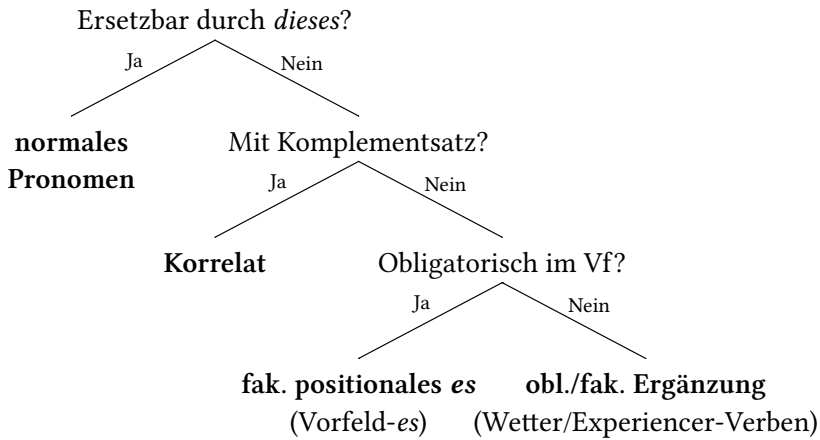 Ersetzbar durch dieses?
Ja
Nein
normales
Pronomen
Mit Komplementsatz?
Ja
Nein
Korrelat
Obligatorisch im Vf?
Ja
Nein
fak. positionales es
(Vorfeld-es)
obl./fak. Ergänzung
(Wetter/Experiencer-Verben)